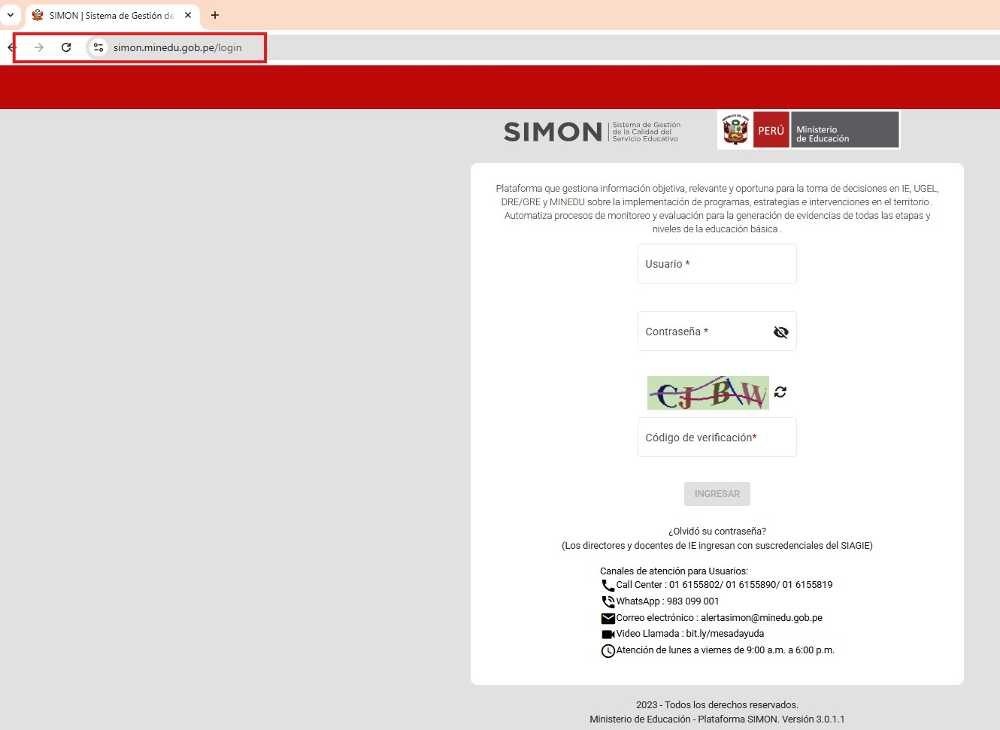 SIMON | Sistema de Gestión de
simon.minedu.gob.pe/login
SIMON
Sistema de Gestión
de la Calidad del
Servicio Educativo
REPÚBLICA DEL PERÚ
PERÚ
Ministerio
de Educación
Plataforma que gestiona información objetiva, relevante y oportuna para la toma de decisiones en IE, UGEL,
DRE/GRE y MINEDU sobre la implementación de programas, estrategias e intervenciones en el territorio .
Automatiza procesos de monitoreo y evaluación para la generación de evidencias de todas las etapas y
niveles de la educación básica .
Usuario *
Contraseña *
CJBW
Código de verificación*
INGRESAR
¿Olvidó su contraseña?
(Los directores y docentes de IE ingresan con suscredenciales del SIAGIE)
Canales de atención para Usuarios:
Call Center : 01 6155802/ 01 6155890/ 01 6155819
WhatsApp : 983 099 001
Correo electrónico : alertasimon@minedu.gob.pe
Video Llamada : bit.ly/mesadayuda
Atención de lunes a viernes de 9:00 a.m. a 6:00 p.m.
2023 - Todos los derechos reservados.
Ministerio de Educación - Plataforma SIMON. Versión 3.0.1.1